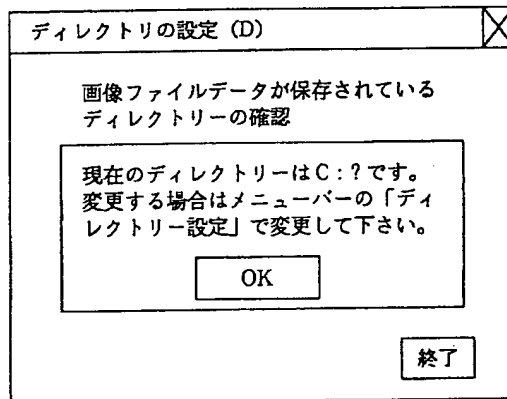 ディレクトリの設定（D）
画像ファイルデータが保存されている
ディレクトリーの確認
現在のディレクトリーはC：？です。
変更する場合はメニューバーの「ディ
レクトリー設定」で変更して下さい。
OK
終了